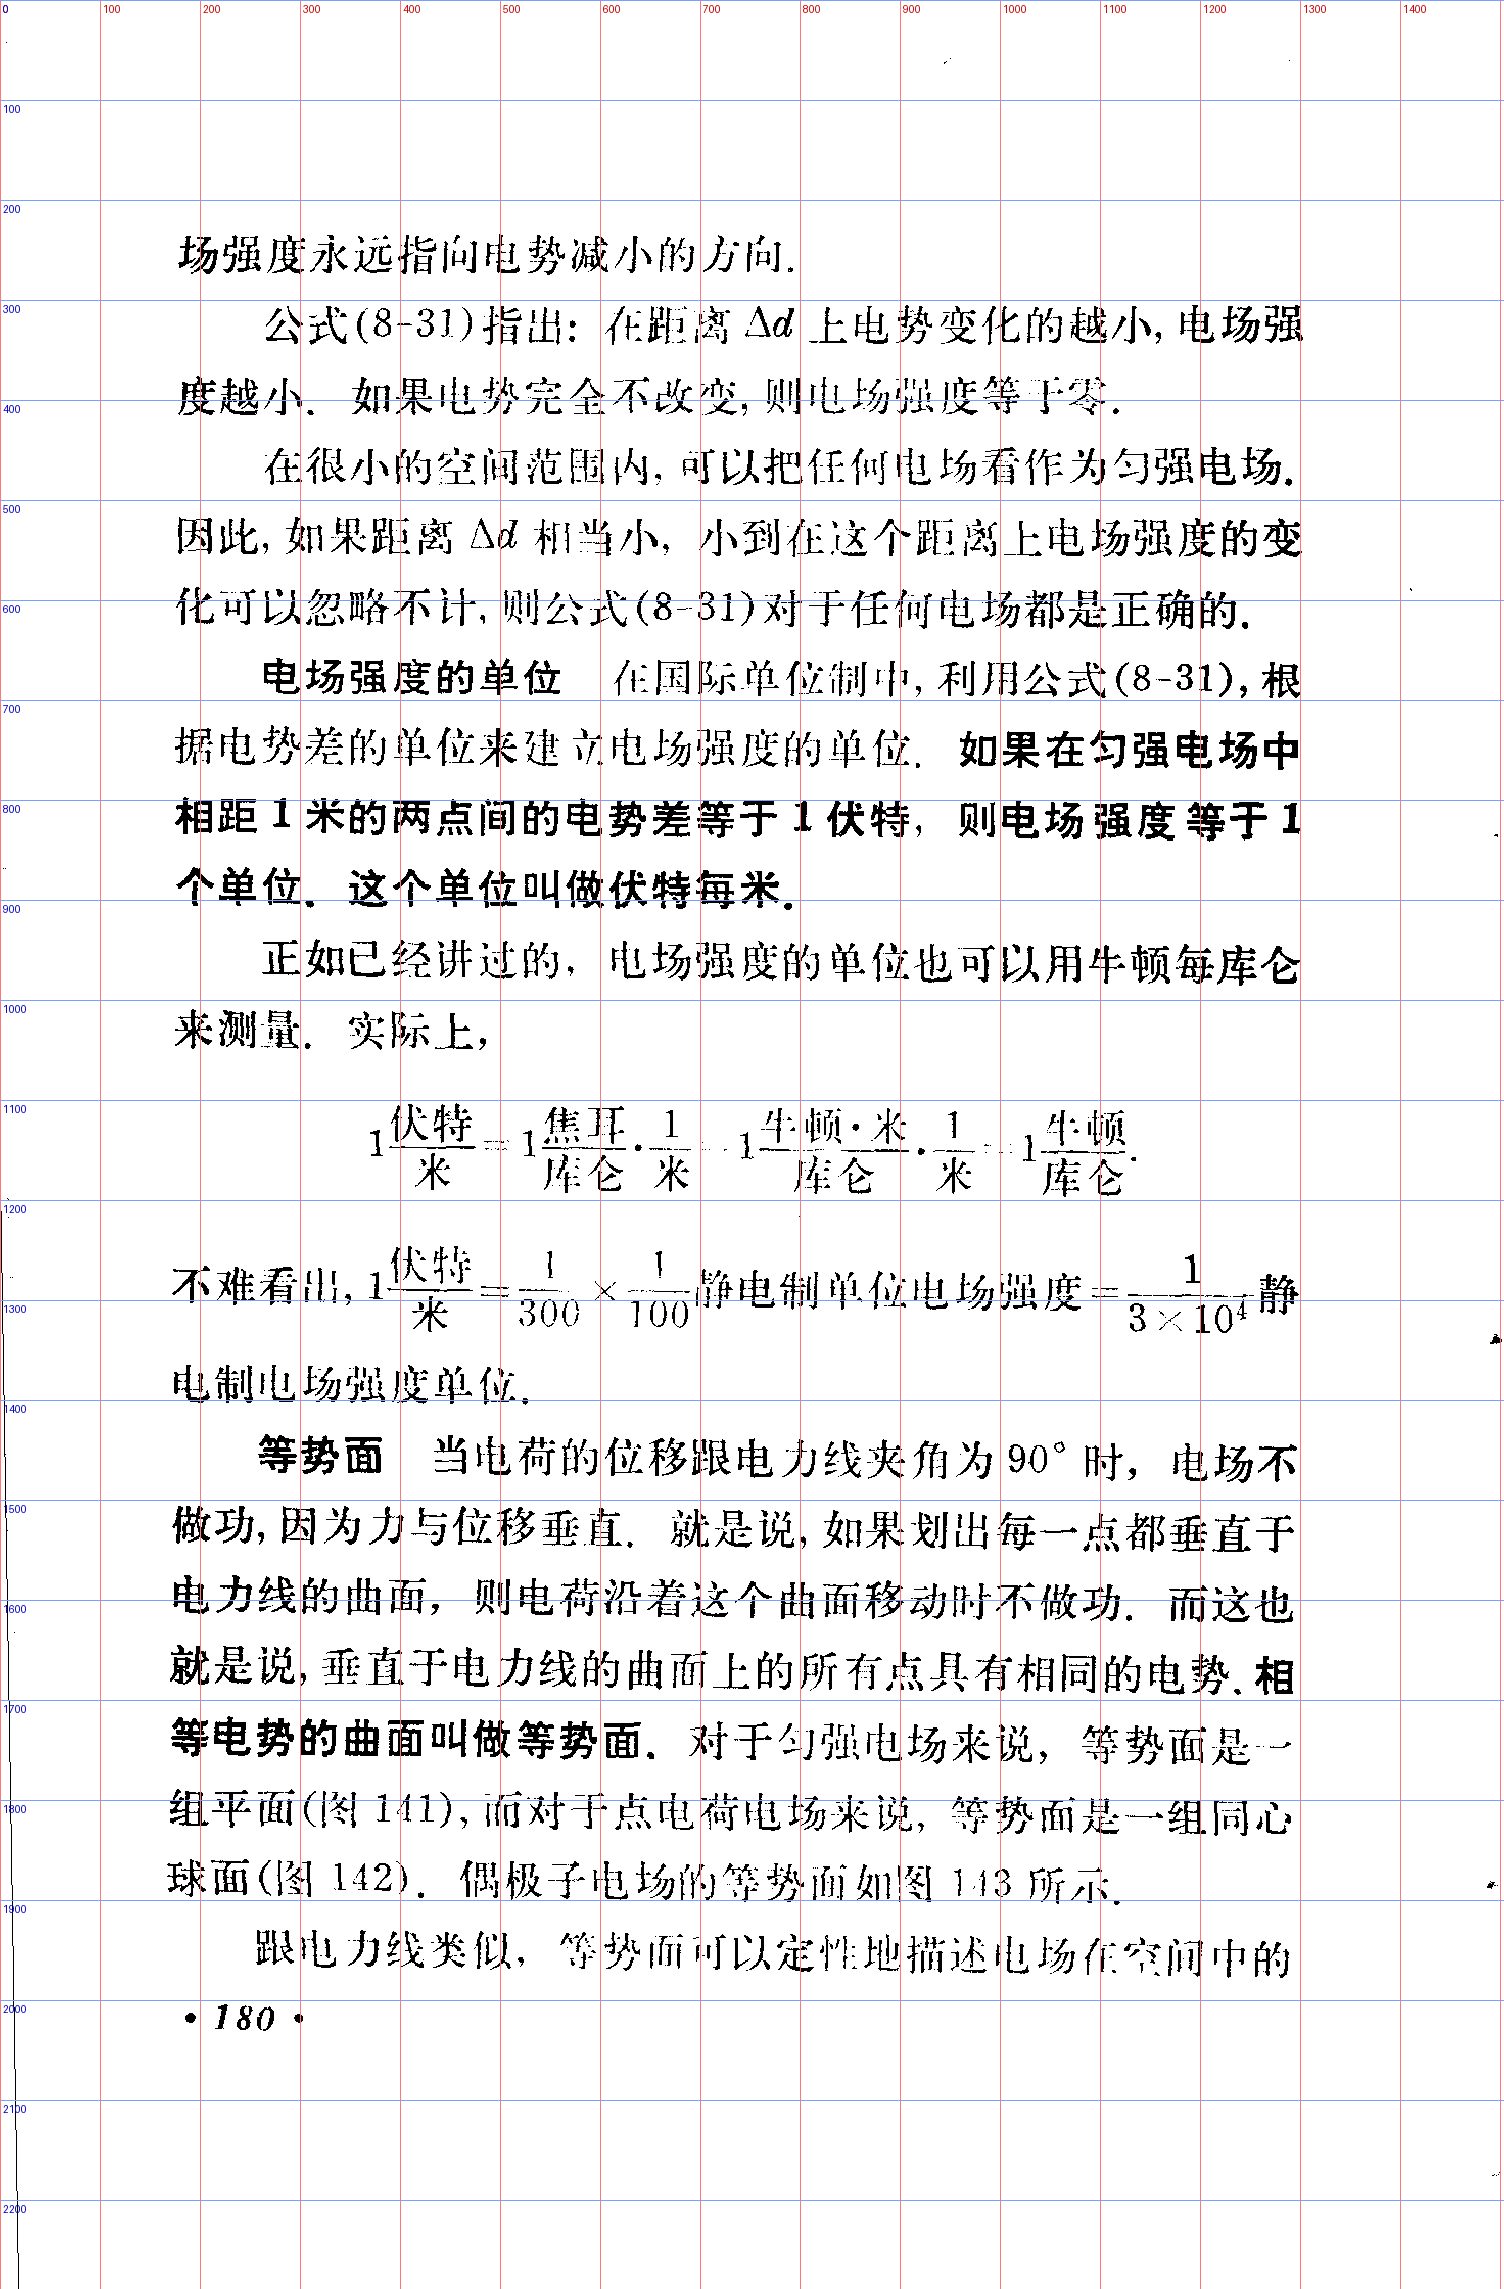 场强度永远指向电势减小的方向.
公式(8-31)指出: 在距离 Δd 上电势变化的越小, 电场强
度越小. 如果电势完全不改变, 则电场强度等于零.
在很小的空间范围内, 可以把任何电场看作为匀强电场.
因此, 如果距离 Δd 相当小, 小到在这个距离上电场强度的变
化可以忽略不计, 则公式(8-31)对于任何电场都是正确的.
电场强度的单位 在国际单位制中, 利用公式(8-31), 根
据电势差的单位来建立电场强度的单位. 如果在匀强电场中
相距 1 米的两点间的电势差等于 1 伏特, 则电场强度等于 1
个单位. 这个单位叫做伏特每米.
正如已经讲过的, 电场强度的单位也可以用牛顿每库仑
来测量. 实际上,
1 伏特/米 = 1 焦耳/库仑 · 1/米 = 1 牛顿·米/库仑 · 1/米 = 1 牛顿/库仑.
不难看出, 1 伏特/米 = 1/300 × 1/100 静电制单位电场强度 = 1/(3×10⁴) 静
电制电场强度单位.
等势面 当电荷的位移跟电力线夹角为 90° 时, 电场不
做功, 因为力与位移垂直. 就是说, 如果划出每一点都垂直于
电力线的曲面, 则电荷沿着这个曲面移动时不做功. 而这也
就是说, 垂直于电力线的曲面上的所有点具有相同的电势. 相
等电势的曲面叫做等势面. 对于匀强电场来说, 等势面是一
组平面(图 141), 而对于点电荷电场来说, 等势面是一组同心
球面(图 142). 偶极子电场的等势面如图 143 所示.
跟电力线类似, 等势面可以定性地描述电场在空间中的
• 180 •